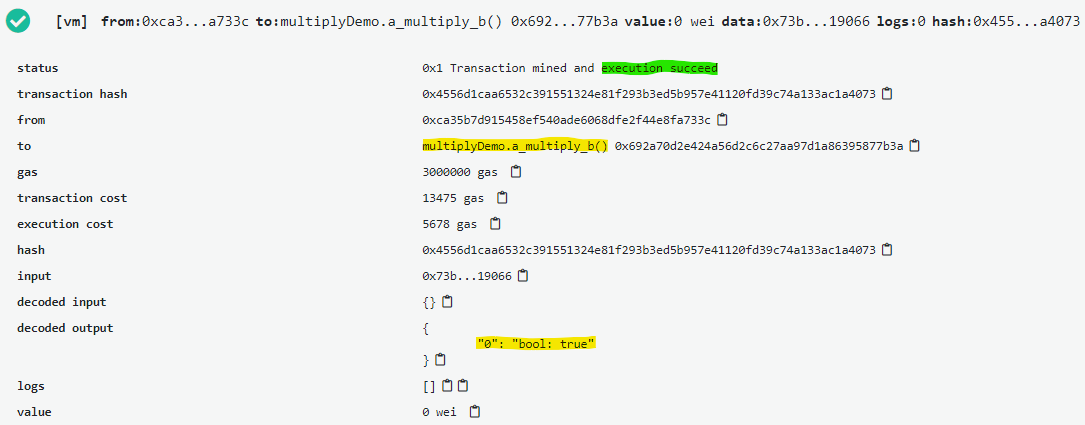 [vm] from:0xca3...a733c to:multiplyDemo.a_multiply_b() 0x692...77b3a value:0 wei data:0x73b...19066 logs:0 hash:0x455...a4073
status 0x1 Transaction mined and execution succeed
transaction hash 0x4556d1caa6532c391551324e81f293b3ed5b957e41120fd39c74a133ac1a4073
from 0xca35b7d915458ef540ade6068dfe2f44e8fa733c
to multiplyDemo.a_multiply_b() 0x692a70d2e424a56d2c6c27aa97d1a86395877b3a
gas 3000000 gas
transaction cost 13475 gas
execution cost 5678 gas
hash 0x4556d1caa6532c391551324e81f293b3ed5b957e41120fd39c74a133ac1a4073
input 0x73b...19066
decoded input {}
decoded output {
"0": "bool: true"
}
logs []
value 0 wei